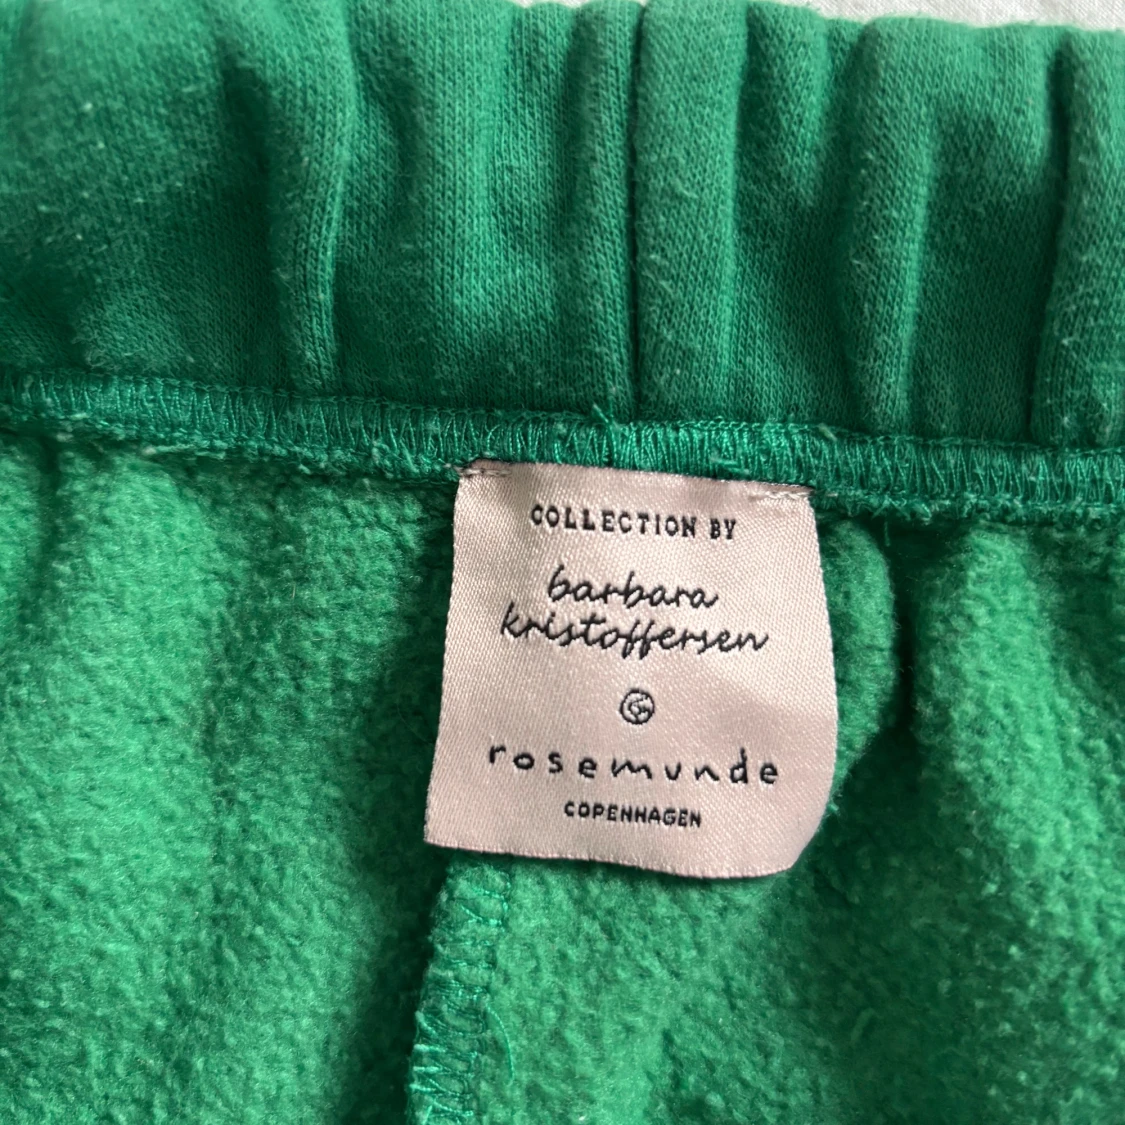 COLLECTION BY
barbara
kristoffersen
rosemunde
COPENHAGEN